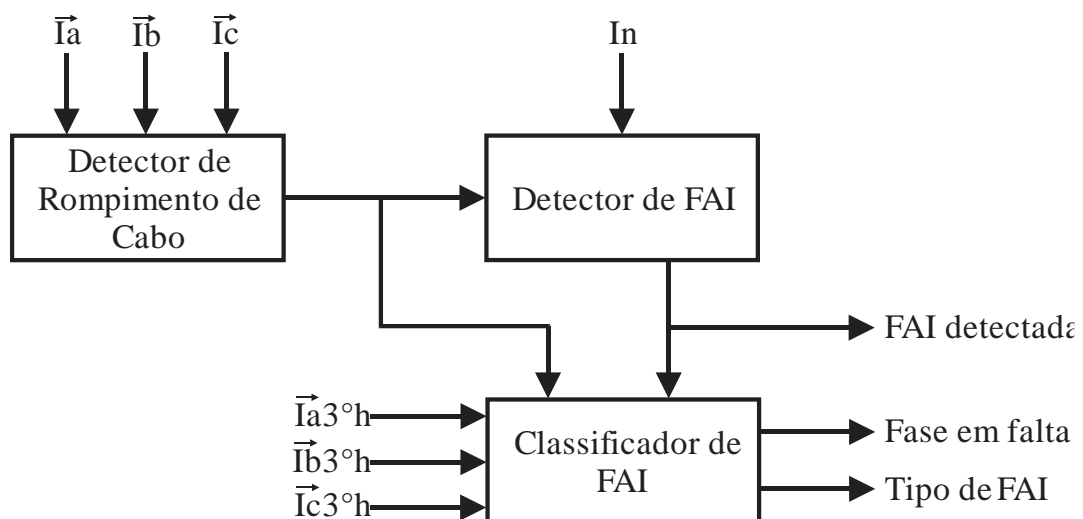 Ia Ib Ic In
Detector de
Rompimento de
Cabo
Detector de FAI
FAI detectada
Ia3°h
Ib3°h
Ic3°h
Classificador de
FAI
Fase em falta
Tipo de FAI